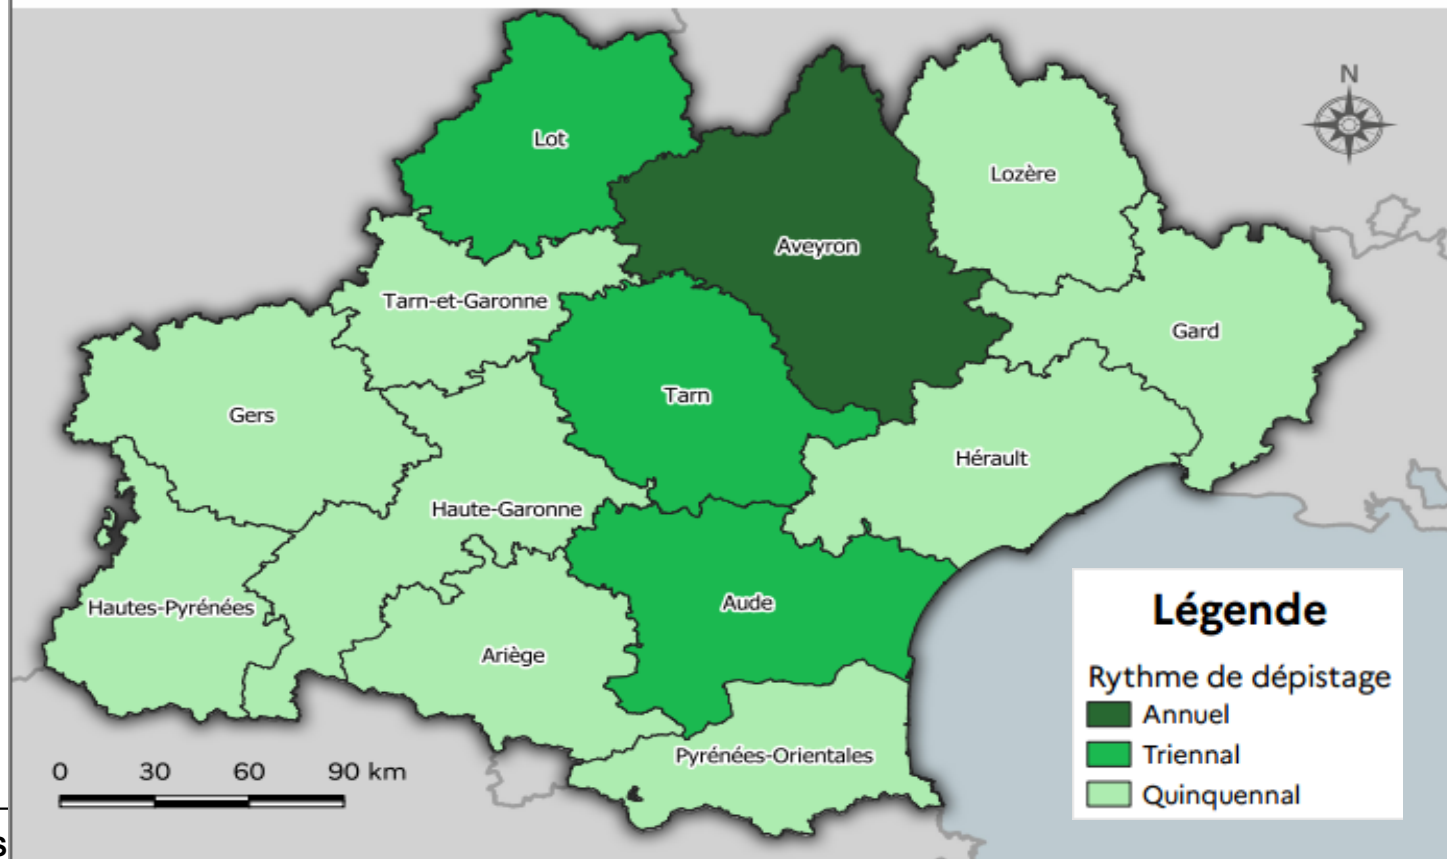 N
Lot
Lozère
Aveyron
Tarn-et-Garonne
Gard
Tarn
Gers
Hérault
Haute-Garonne
Hautes-Pyrénées
Aude
Ariège
Pyrénées-Orientales
0 30 60 90 km
Légende
Rythme de dépistage
Annuel
Triennal
Quinquennal
s